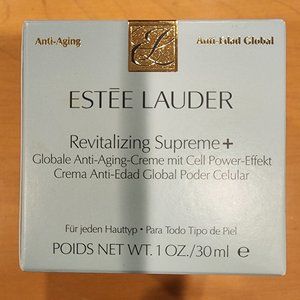 Anti-Aging Anti-Edad Global
ESTĒE LAUDER
Revitalizing Supreme+
Globale Anti-Aging-Creme mit Cell Power-Effekt
Crema Anti-Edad Global Poder Celular
Für jeden Hauttyp • Para Todo Tipo de Piel
POIDS NET WT. 1 OZ./30 ml e